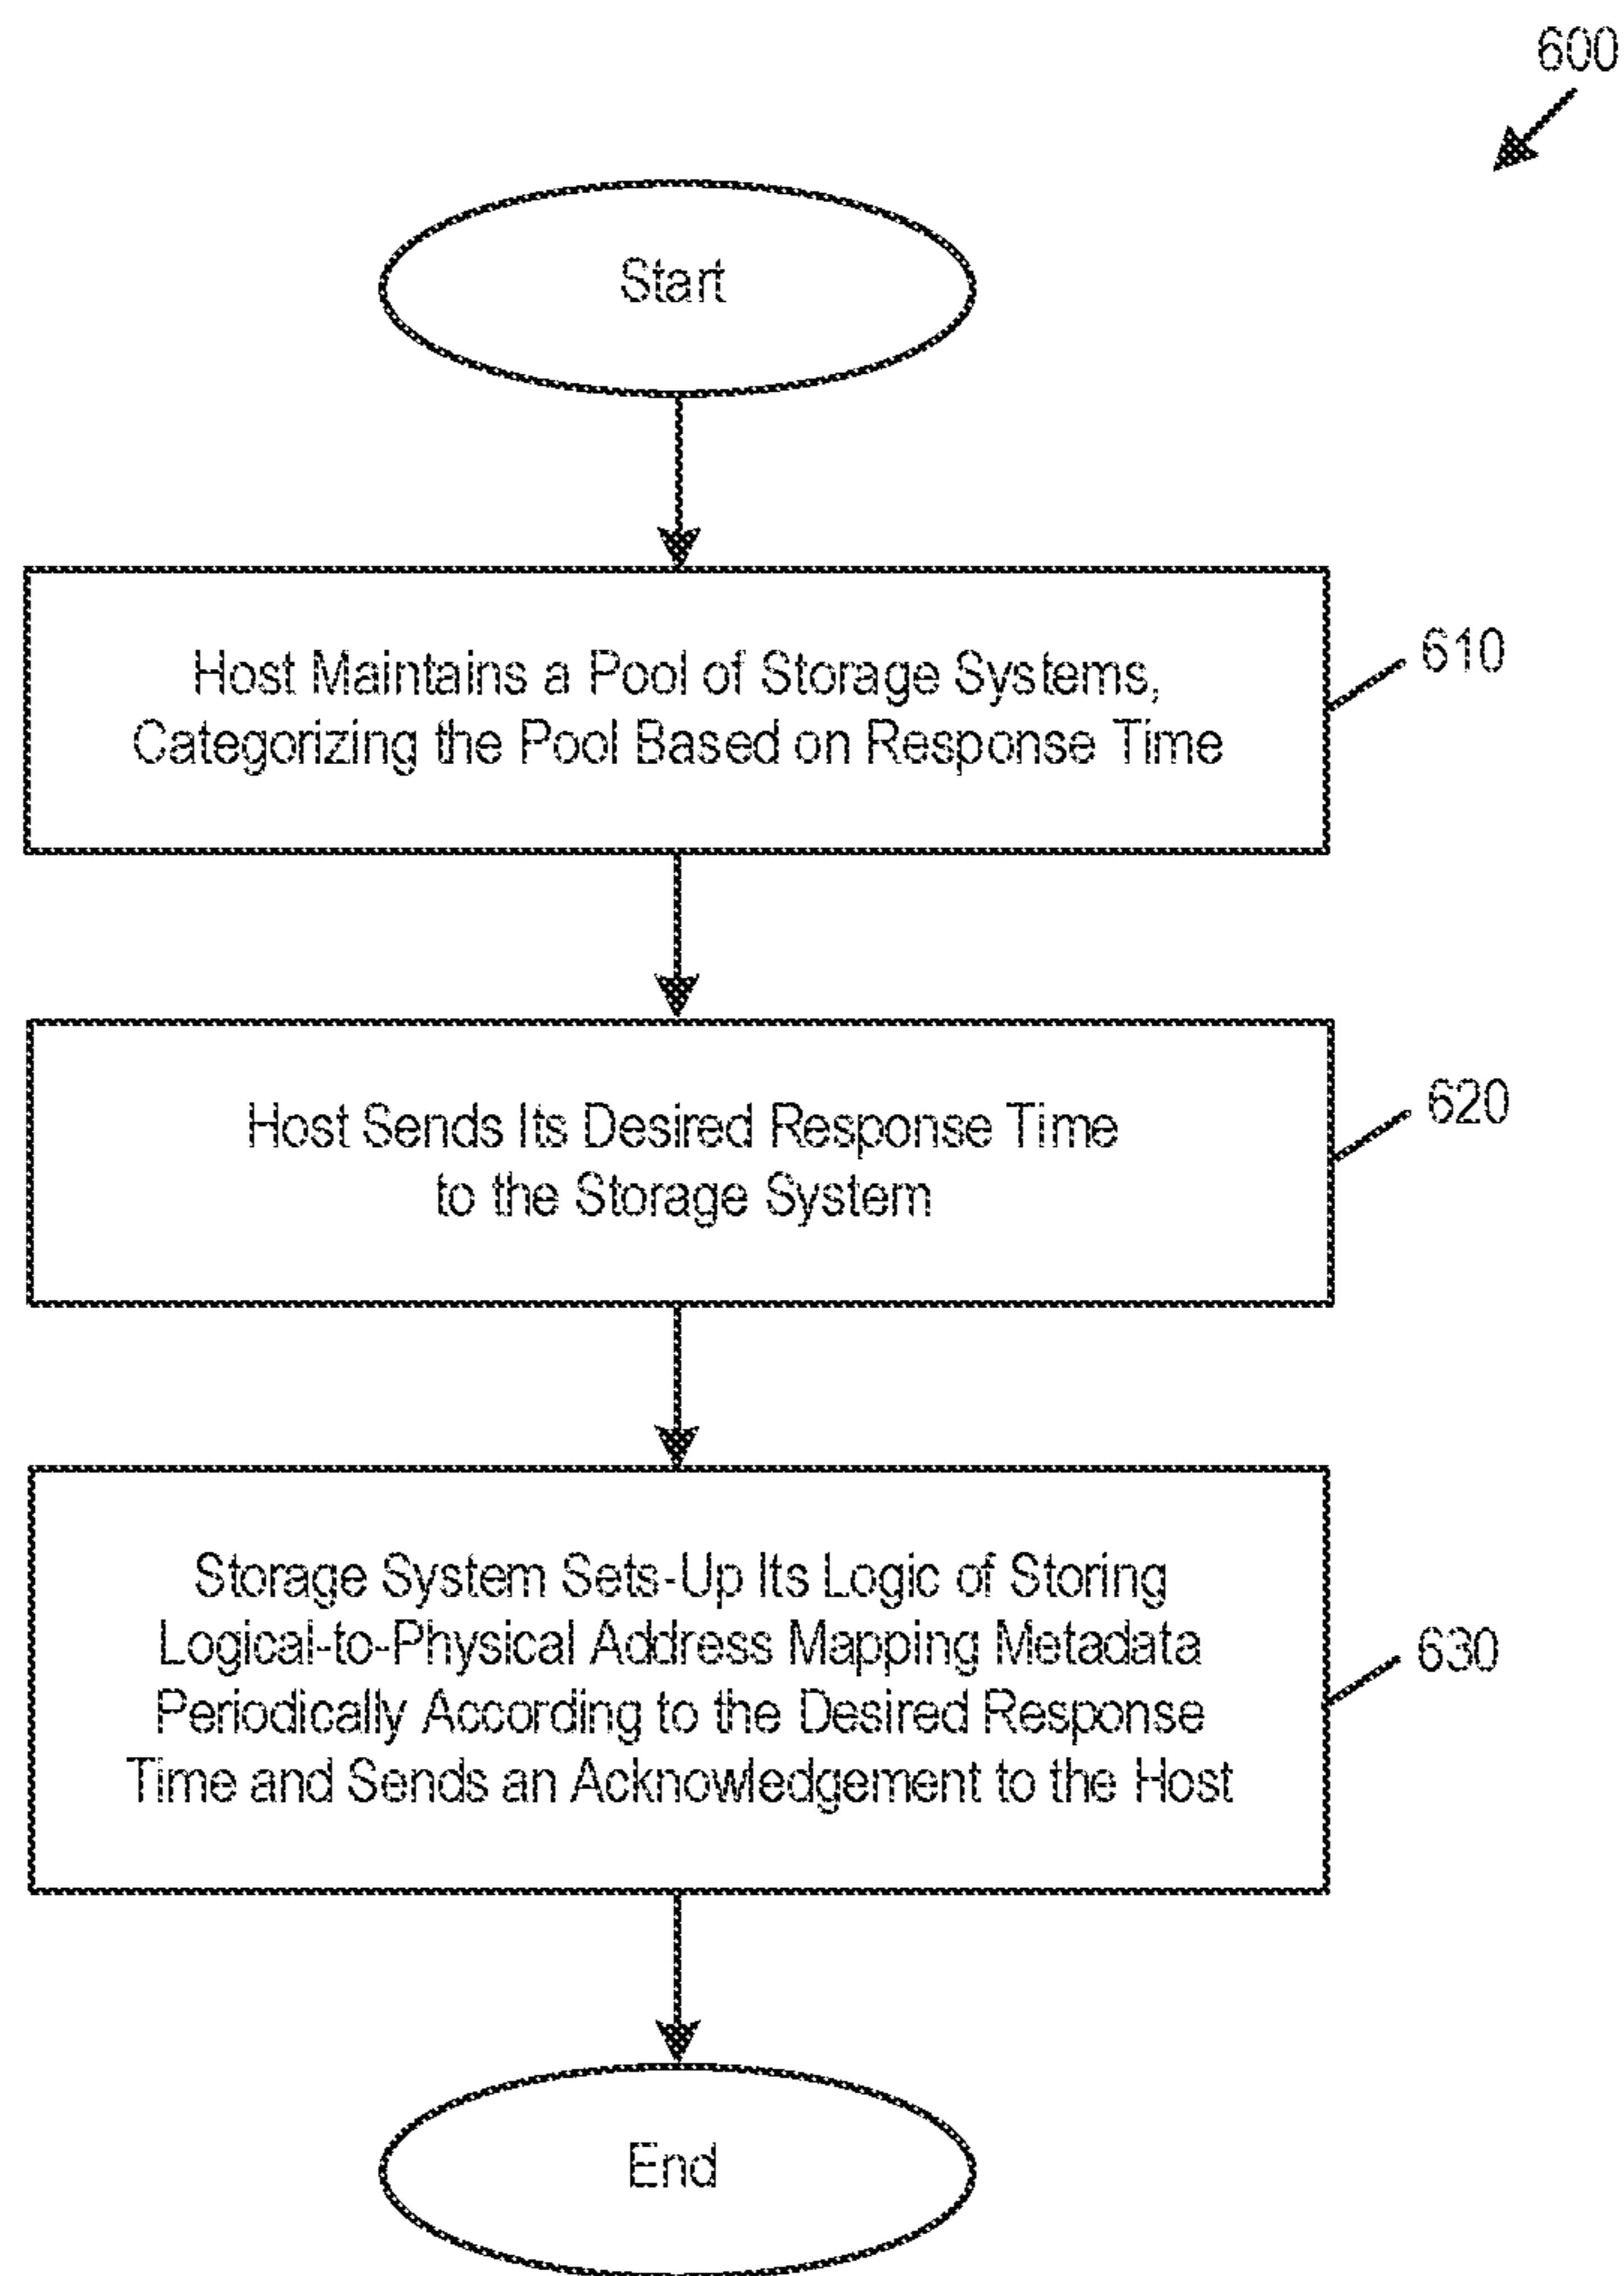 600
Start
Host Maintains a Pool of Storage Systems,
Categorizing the Pool Based on Response Time
610
Host Sends Its Desired Response Time
to the Storage System
620
Storage System Sets-Up Its Logic of Storing
Logical-to-Physical Address Mapping Metadata
Periodically According to the Desired Response
Time and Sends an Acknowledgement to the Host
630
End